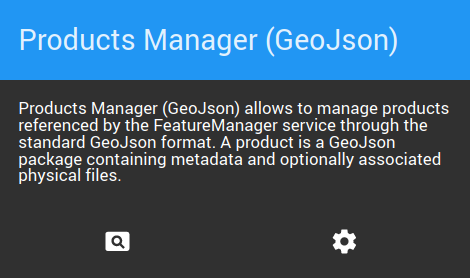 Products Manager (GeoJson)
Products Manager (GeoJson) allows to manage products
referenced by the FeatureManager service through the
standard GeoJson format. A product is a GeoJson
package containing metadata and optionally associated
physical files.